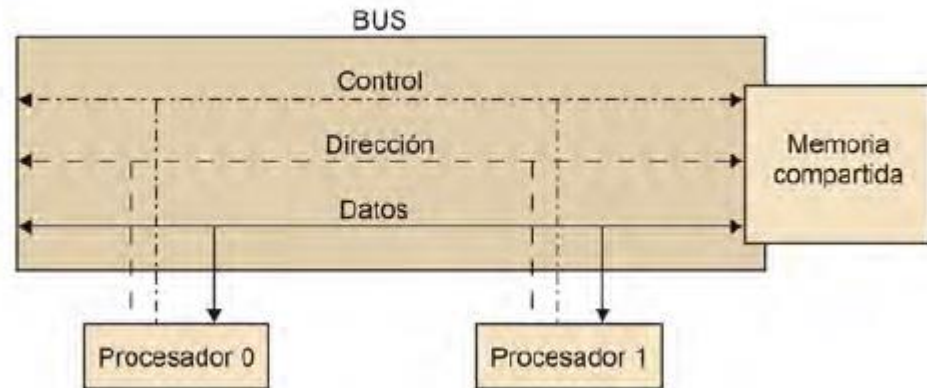 BUS
Control
Dirección
Datos
Memoria
compartida
Procesador 0
Procesador 1